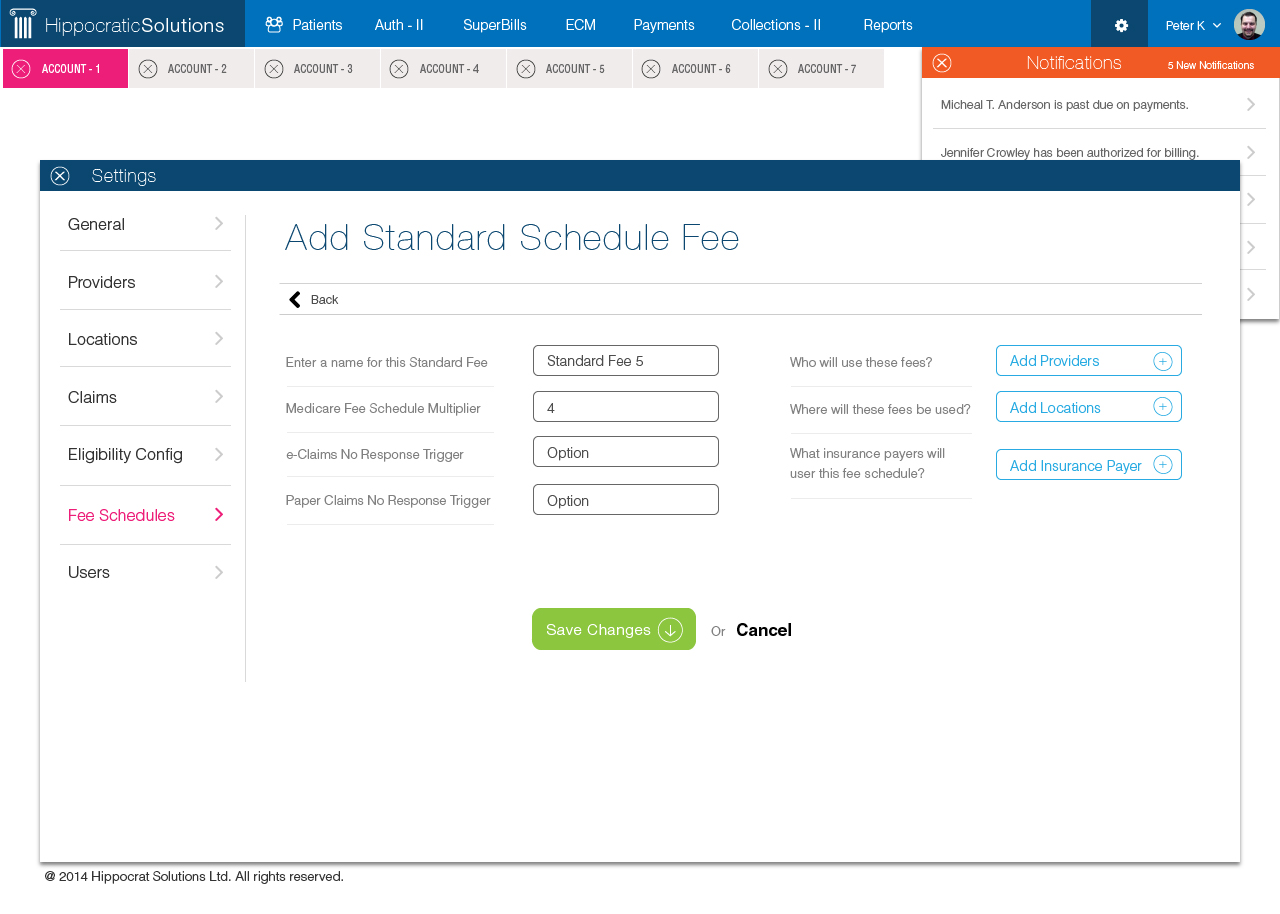 HippocraticSolutions
Patients
Auth - II
SuperBills
ECM
Payments
Collections - II
Reports
Peter K
ACCOUNT - 1
ACCOUNT - 2
ACCOUNT - 3
ACCOUNT - 4
ACCOUNT - 5
ACCOUNT - 6
ACCOUNT - 7
Notifications
5 New Notifications
Micheal T. Anderson is past due on payments.
Jennifer Crowley has been authorized for billing.
Settings
General
Providers
Locations
Claims
Eligibility Config
Fee Schedules
Users
Add Standard Schedule Fee
Back
Enter a name for this Standard Fee
Standard Fee 5
Medicare Fee Schedule Multiplier
4
e-Claims No Response Trigger
Option
Paper Claims No Response Trigger
Option
Who will use these fees?
Add Providers
Where will these fees be used?
Add Locations
What insurance payers will
user this fee schedule?
Add Insurance Payer
Save Changes
Or
Cancel
@ 2014 Hippocrat Solutions Ltd. All rights reserved.